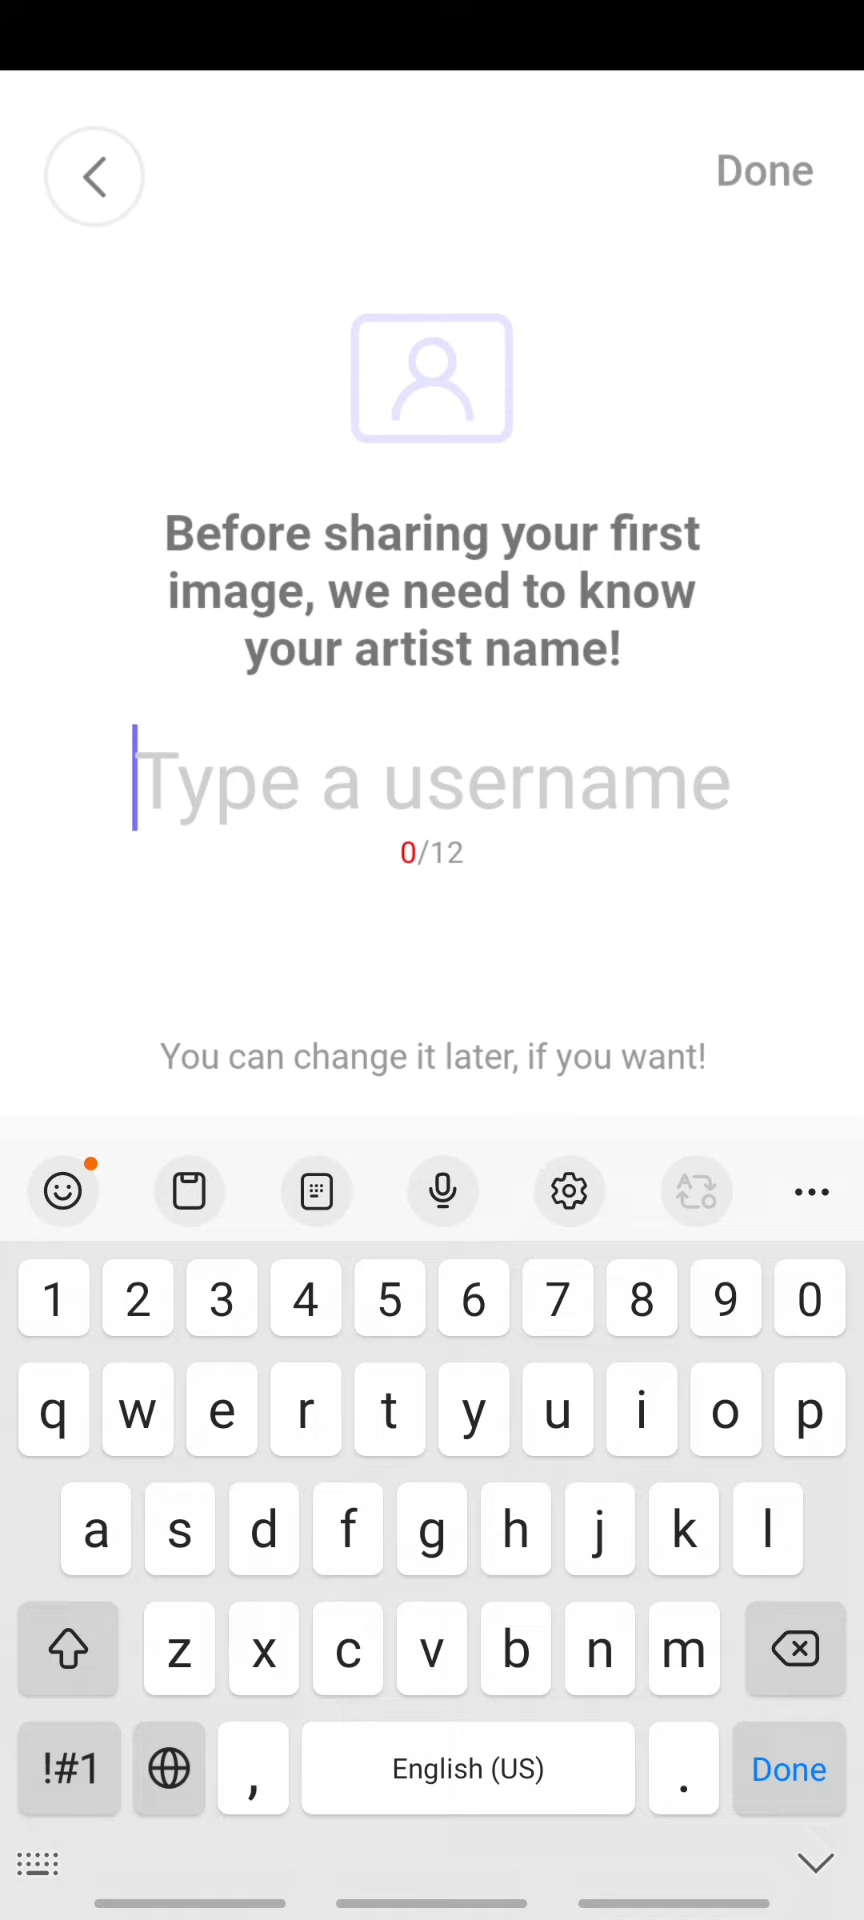 Done
Before sharing your first
image, we need to know
your artist name!
Type a username
0/12
You can change it later, if you want!
1 2 3 4 5 6 7 8 9 0
q w e r t y u i o p
a s d f g h j k l
z x c v b n m
!#1 , English (US) . Done